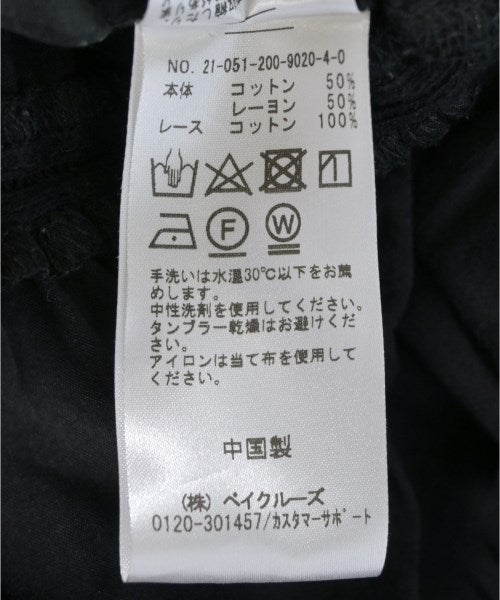 NO. 21-051-200-9020-4-0
本体 コットン 50%
レーヨン 50%
レース コットン 100%
F W
手洗いは水温30℃以下をお薦
めします。
中性洗剤を使用してください。
タンブラー乾燥はお避けくだ
さい。
アイロンは当て布を使用して
ください。
中国製
(株) ベイクルーズ
0120-301457/カスタマーサポート